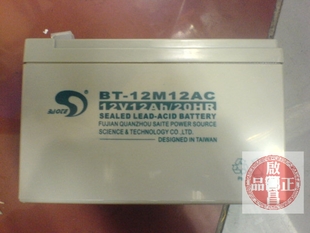 BT-12M12AC
12V12Ah/20HR
SEALED LEAD-ACID BATTERY
FUJIAN QUANZHOU SAITE POWER SOURCE
SCIENCE & TECHNOLOGY CO., LTD.
DESIGNED IN TAIWAN